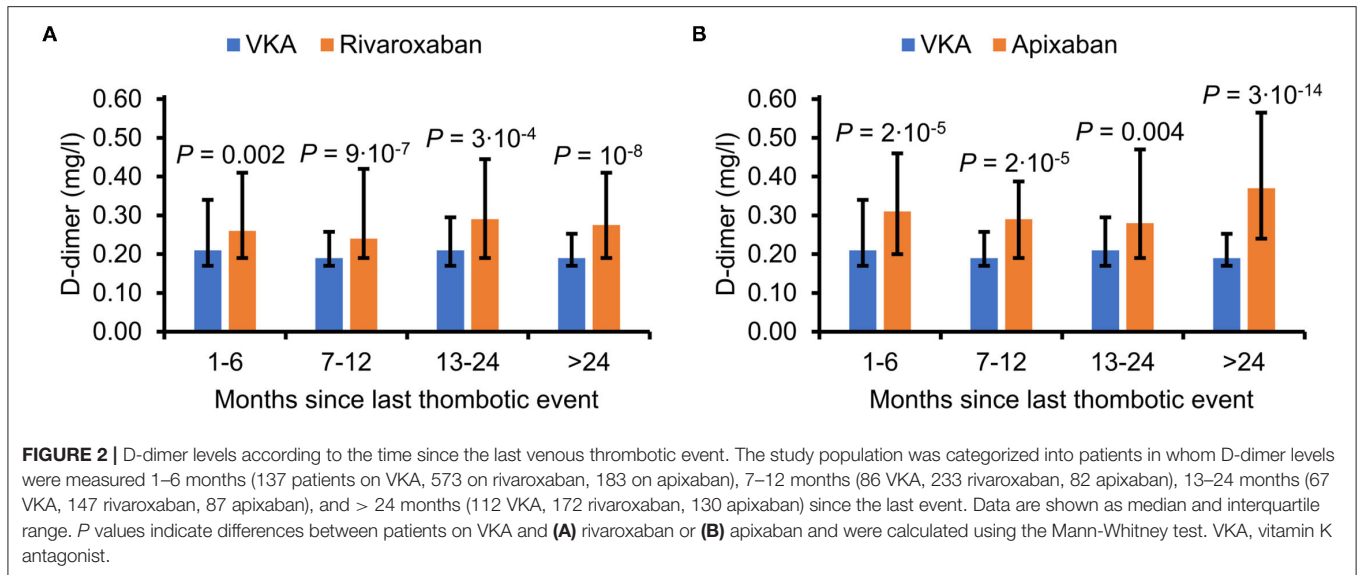 A
VKA Rivaroxaban
D-dimer (mg/l)
0.60
0.50
0.40
0.30
0.20
0.10
0.00
P = 0.002
P = 9·10-7
P = 3·10-4
P = 10-8
1-6 7-12 13-24 >24
Months since last thombotic event
B
VKA Apixaban
D-dimer (mg/l)
0.60
0.50
0.40
0.30
0.20
0.10
0.00
P = 2·10-5
P = 2·10-5
P = 0.004
P = 3·10-14
1-6 7-12 13-24 >24
Months since last thombotic event
FIGURE 2 | D-dimer levels according to the time since the last venous thrombotic event. The study population was categorized into patients in whom D-dimer levels
were measured 1–6 months (137 patients on VKA, 573 on rivaroxaban, 183 on apixaban), 7–12 months (86 VKA, 233 rivaroxaban, 82 apixaban), 13–24 months (67
VKA, 147 rivaroxaban, 87 apixaban), and > 24 months (112 VKA, 172 rivaroxaban, 130 apixaban) since the last event. Data are shown as median and interquartile
range. P values indicate differences between patients on VKA and (A) rivaroxaban or (B) apixaban and were calculated using the Mann-Whitney test. VKA, vitamin K
antagonist.